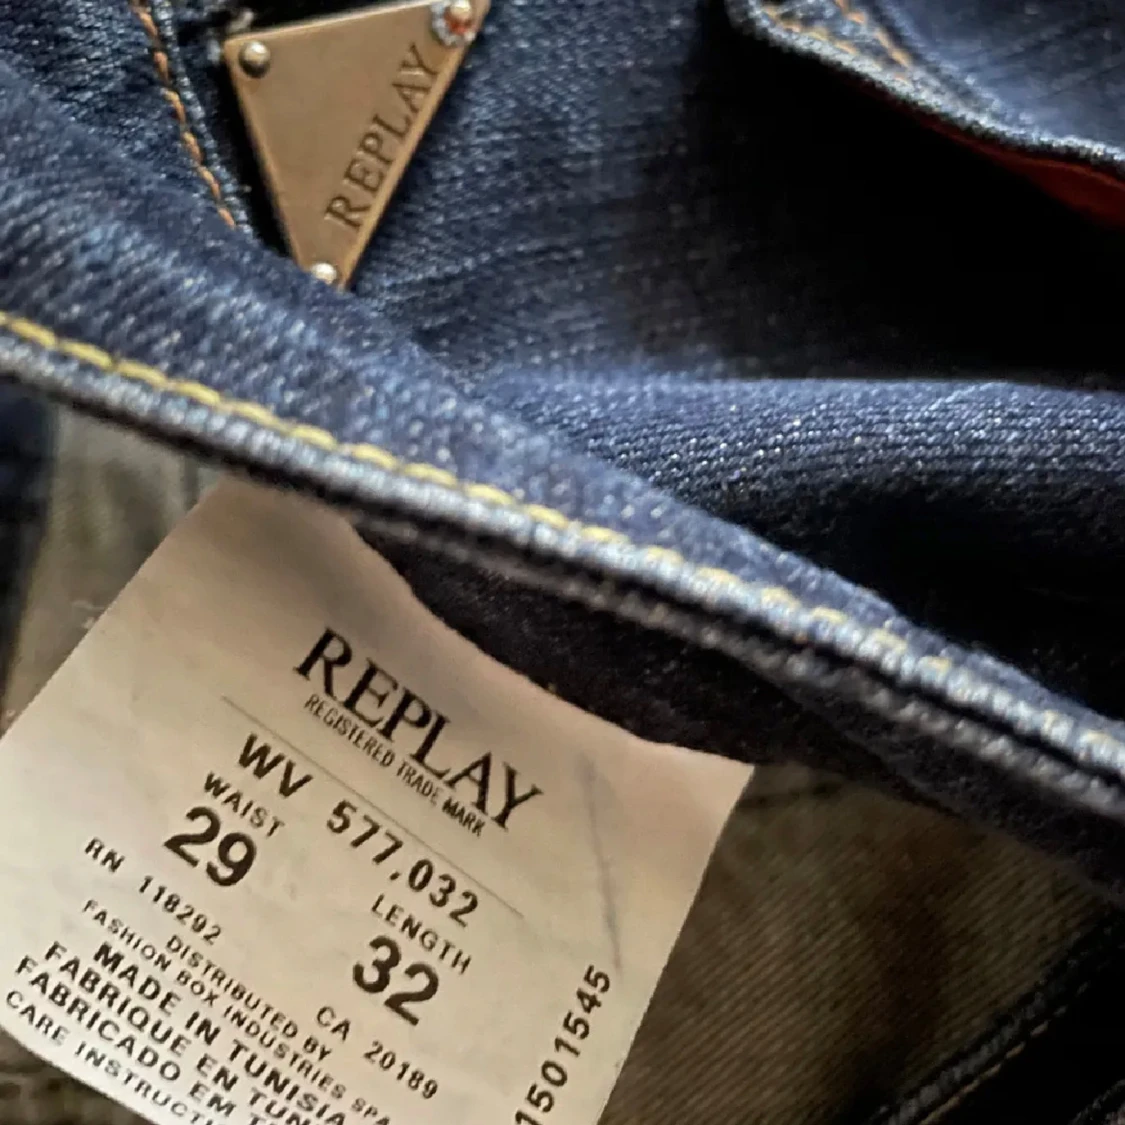 REPLAY
REPLAY
REGISTERED TRADE MARK
WV 577,032
WAIST LENGTH
29 32
RN 118292 CA 20189
DISTRIBUTED BY
FASHION BOX INDUSTRIES SPA
MADE IN TUNISIA
FABRIQUE EN TUN
FABRICADO EM T
CARE INSTRUCT
1501545